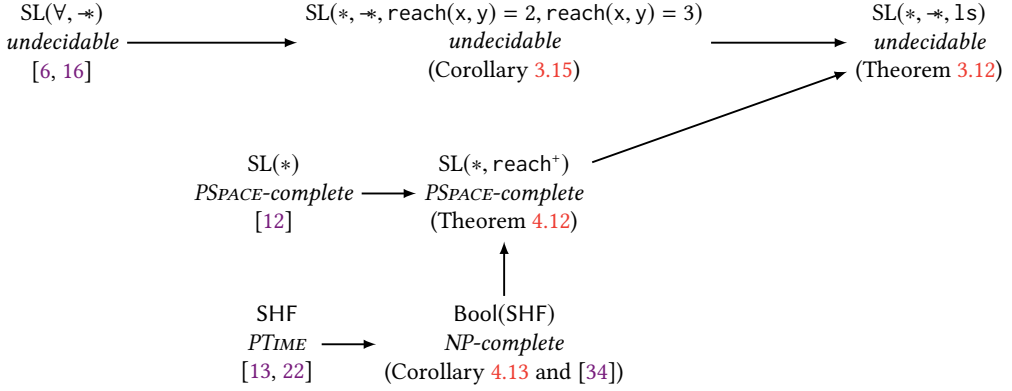 SL(∀, −∗)
undecidable
[6, 16]
SL(∗, −∗, reach(x, y) = 2, reach(x, y) = 3)
undecidable
(Corollary 3.15)
SL(∗, −∗, ls)
undecidable
(Theorem 3.12)
SL(∗)
PSPACE-complete
[12]
SL(∗, reach⁺)
PSPACE-complete
(Theorem 4.12)
SHF
PTIME
[13, 22]
Bool(SHF)
NP-complete
(Corollary 4.13 and [34])